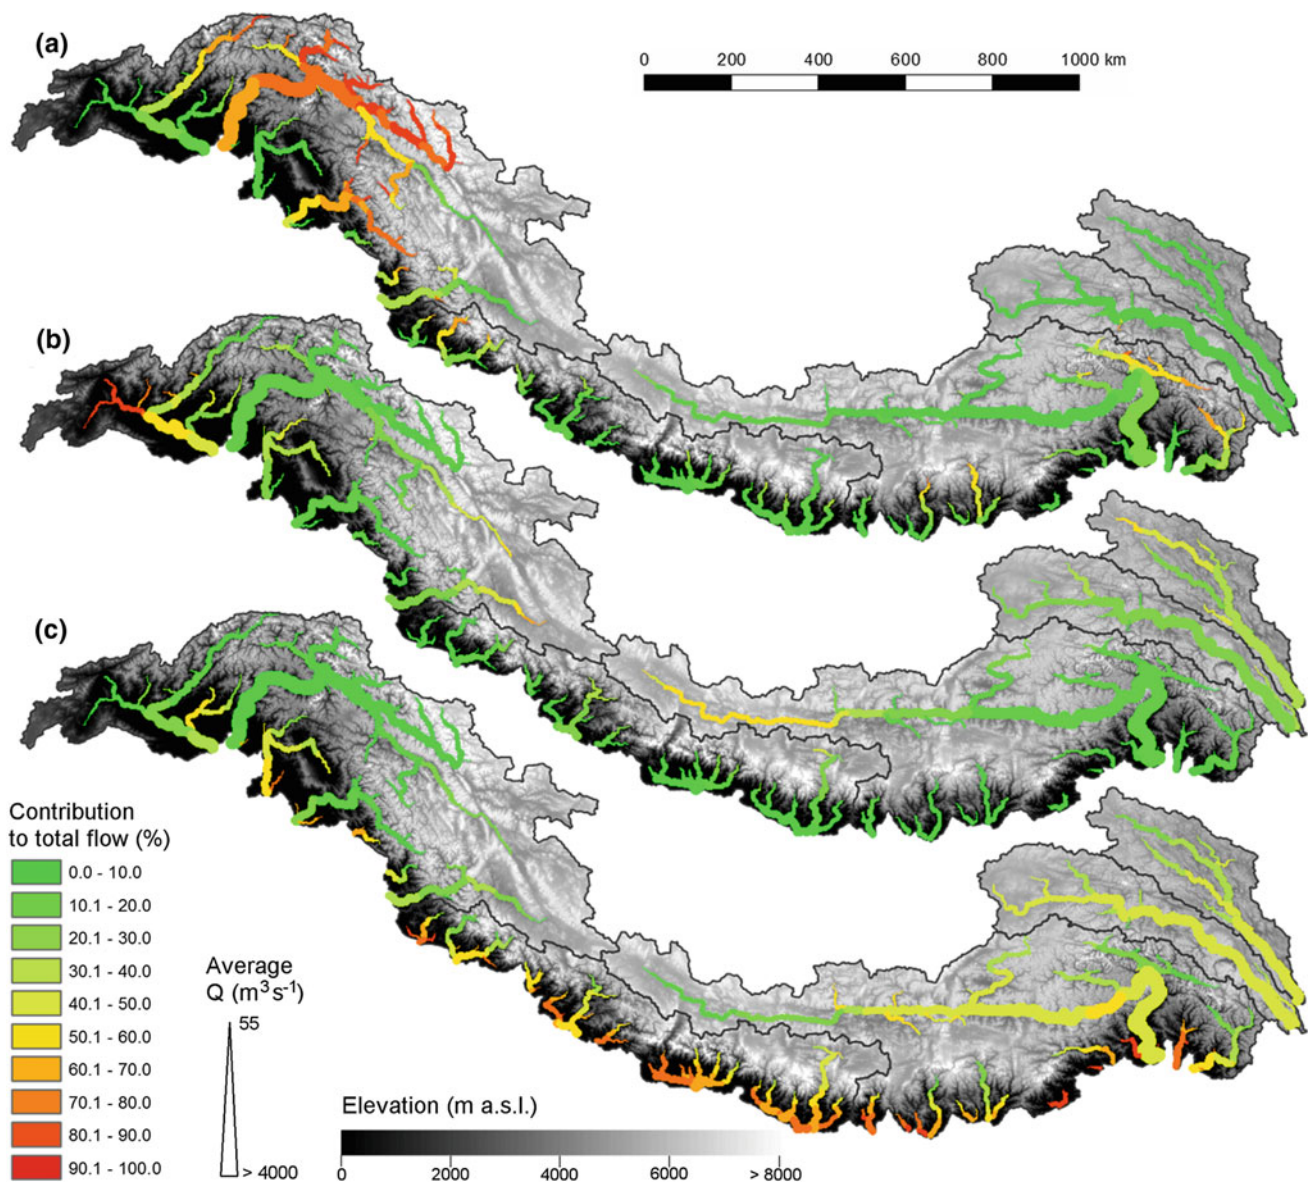 (a)
0 200 400 600 800 1000 km
(b)
(c)
Contribution
to total flow (%)
0.0 - 10.0
10.1 - 20.0
20.1 - 30.0
30.1 - 40.0
40.1 - 50.0
50.1 - 60.0
60.1 - 70.0
70.1 - 80.0
80.1 - 90.0
90.1 - 100.0
Average
Q (m³s⁻¹)
55
> 4000
Elevation (m a.s.l.)
0 2000 4000 6000 > 8000